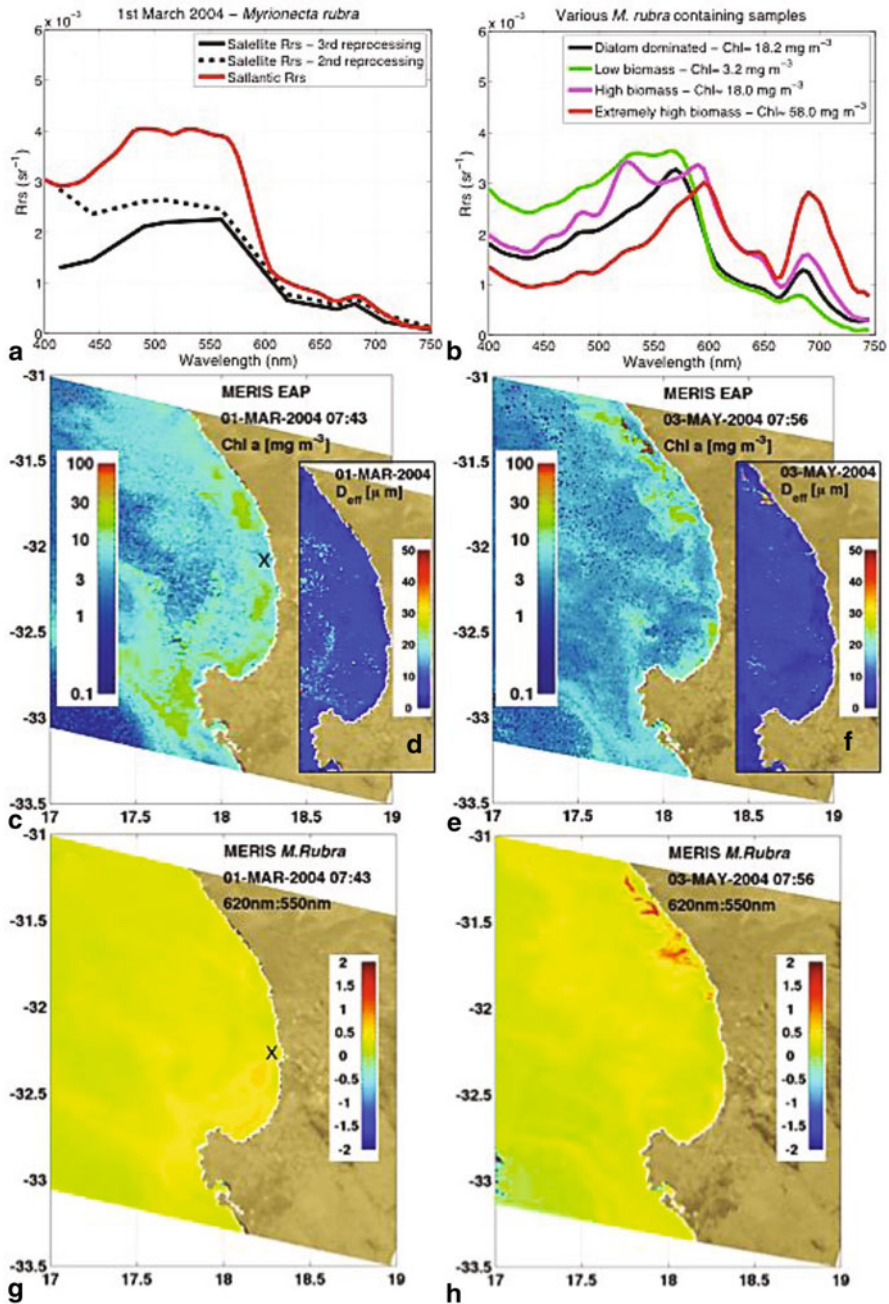 1st March 2004 – Myrionecta rubra
Various M. rubra containing samples
x 10⁻³
x 10⁻³
Rrs (sr⁻¹)
6
5
4
3
2
1
0
Satellite Rrs – 3rd reprocessing
Satellite Rrs – 2nd reprocessing
Satlantic Rrs
400 450 500 550 600 650 700 750
Wavelength (nm)
a
Rrs (sr⁻¹)
6
5
4
3
2
1
0
Diatom dominated – Chl= 18.2 mg m⁻³
Low biomass – Chl= 3.2 mg m⁻³
High biomass – Chl~ 18.0 mg m⁻³
Extremely high biomass – Chl~ 58.0 mg m⁻³
400 450 500 550 600 650 700 750
Wavelength (nm)
b
-31
-31.5
-32
-32.5
-33
-33.5
MERIS EAP
01-MAR-2004 07:43
Chl a [mg m⁻³]
100
30
10
3
1
0.1
X
01-MAR-2004
D eff [μ m]
50
40
30
20
10
0
d
17 17.5 18 18.5 19
c
-31
-31.5
-32
-32.5
-33
-33.5
MERIS EAP
03-MAY-2004 07:56
Chl a [mg m⁻³]
100
30
10
3
1
0.1
03-MAY-2004
D eff [μ m]
50
40
30
20
10
0
f
17 17.5 18 18.5 19
e
-31
-31.5
-32
-32.5
-33
-33.5
MERIS M.Rubra
01-MAR-2004 07:43
620nm:550nm
2
1.5
1
0.5
0
-0.5
-1
-1.5
-2
X
17 17.5 18 18.5 19
g
-31
-31.5
-32
-32.5
-33
-33.5
MERIS M.Rubra
03-MAY-2004 07:56
620nm:550nm
2
1.5
1
0.5
0
-0.5
-1
-1.5
-2
17 17.5 18 18.5 19
h